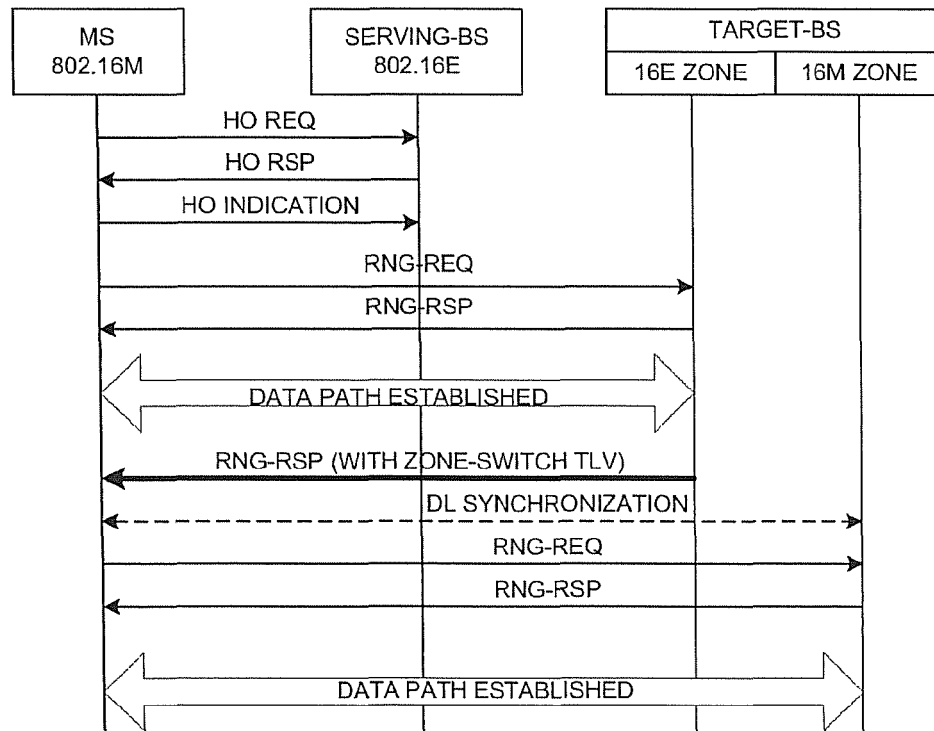 MS
802.16M
SERVING-BS
802.16E
TARGET-BS
16E ZONE
16M ZONE
HO REQ
HO RSP
HO INDICATION
RNG-REQ
RNG-RSP
DATA PATH ESTABLISHED
RNG-RSP (WITH ZONE-SWITCH TLV)
DL SYNCHRONIZATION
RNG-REQ
RNG-RSP
DATA PATH ESTABLISHED